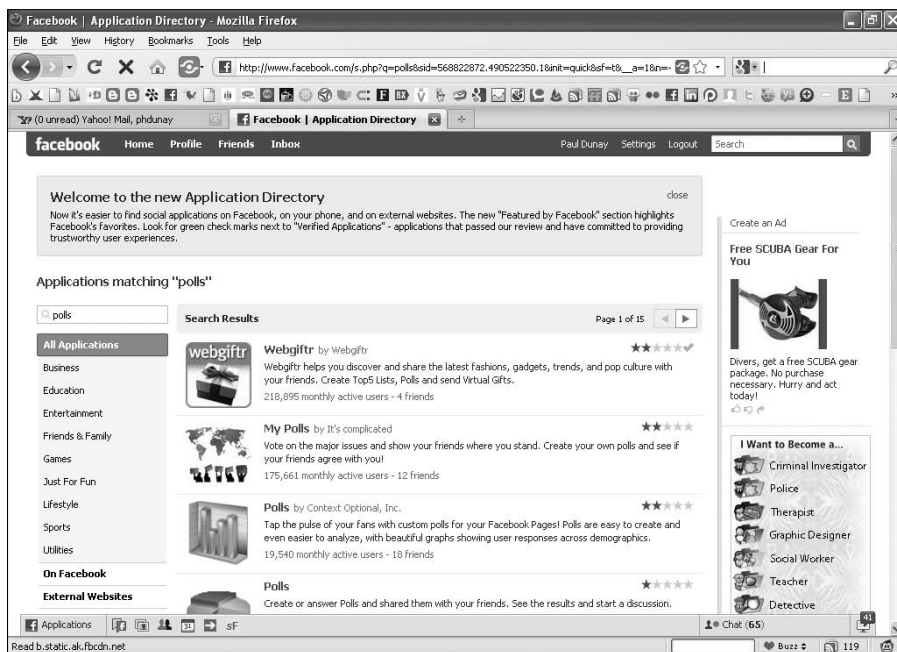 Facebook | Application Directory - Mozilla Firefox
File Edit View History Bookmarks Tools Help
http://www.facebook.com/s.php?q=polls&sid=568822872.490522350.1&init=quick&sf=t&__a=1&n=-
(0 unread) Yahoo! Mail, phdunay
Facebook | Application Directory
facebook Home Profile Friends Inbox Paul Dunay Settings Logout Search
Welcome to the new Application Directory close
Now it's easier to find social applications on Facebook, on your phone, and on external websites. The new "Featured by Facebook" section highlights
Facebook's favorites. Look for green check marks next to "Verified Applications" - applications that passed our review and have committed to providing
trustworthy user experiences.
Applications matching "polls"
polls
All Applications
Business
Education
Entertainment
Friends & Family
Games
Just For Fun
Lifestyle
Sports
Utilities
On Facebook
External Websites
Search Results Page 1 of 15
webgiftr
Webgiftr by Webgiftr
Webgiftr helps you discover and share the latest fashions, gadgets, trends, and pop culture with
your friends. Create Top5 Lists, Polls and send Virtual Gifts.
218,895 monthly active users - 4 friends
My Polls by It's complicated
Vote on the major issues and show your friends where you stand. Create your own polls and see if
your friends agree with you!
175,661 monthly active users - 12 friends
Polls by Context Optional, Inc.
Tap the pulse of your fans with custom polls for your Facebook Pages! Polls are easy to create and
even easier to analyze, with beautiful graphs showing user responses across demographics.
19,540 monthly active users - 18 friends
Polls
Create or answer Polls and shared them with your friends. See the results and start a discussion.
Create an Ad
Free SCUBA Gear For
You
Divers, get a free SCUBA gear
package. No purchase
necessary. Hurry and act
today!
I Want to Become a...
Criminal Investigator
Police
Therapist
Graphic Designer
Social Worker
Teacher
Detective
Applications 31 sF Chat (65) 41
Read b.static.ak.fbcdn.net Buzz 119